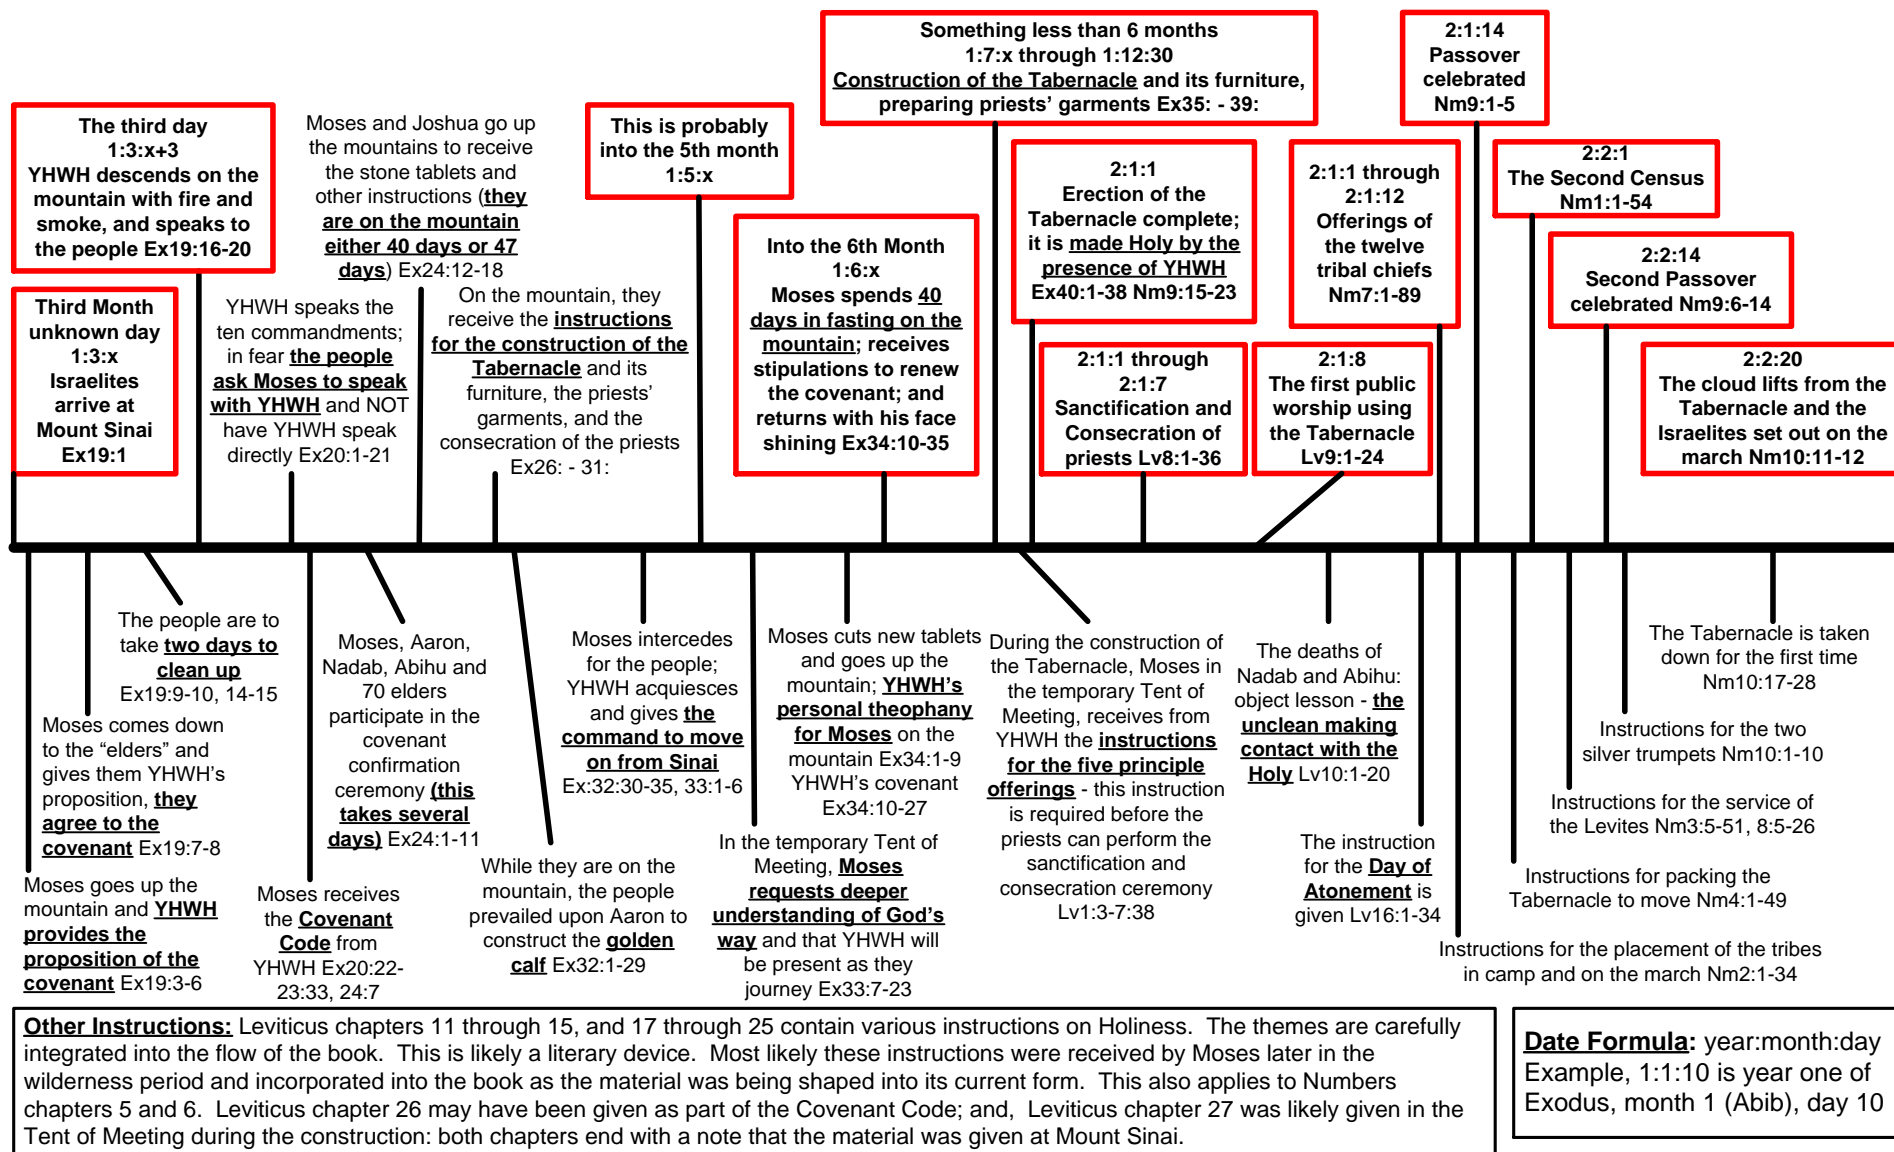 Something less than 6 months
1:7:x through 1:12:30
Construction of the Tabernacle and its furniture,
preparing priests’ garments Ex35: - 39:
2:1:14
Passover
celebrated
Nm9:1-5
The third day
1:3:x+3
YHWH descends on the
mountain with fire and
smoke, and speaks to
the people Ex19:16-20
Moses and Joshua go up
the mountains to receive
the stone tablets and
other instructions (they
are on the mountain
either 40 days or 47
days) Ex24:12-18
This is probably
into the 5th month
1:5:x
2:1:1
Erection of the
Tabernacle complete;
it is made Holy by the
presence of YHWH
Ex40:1-38 Nm9:15-23
2:1:1 through
2:1:12
Offerings of
the twelve
tribal chiefs
Nm7:1-89
2:2:1
The Second Census
Nm1:1-54
Into the 6th Month
1:6:x
Moses spends 40
days in fasting on the
mountain; receives
stipulations to renew
the covenant; and
returns with his face
shining Ex34:10-35
2:2:14
Second Passover
celebrated Nm9:6-14
Third Month
unknown day
1:3:x
Israelites
arrive at
Mount Sinai
Ex19:1
YHWH speaks the
ten commandments;
in fear the people
ask Moses to speak
with YHWH and NOT
have YHWH speak
directly Ex20:1-21
On the mountain, they
receive the instructions
for the construction of the
Tabernacle and its
furniture, the priests’
garments, and the
consecration of the priests
Ex26: - 31:
2:1:1 through
2:1:7
Sanctification and
Consecration of
priests Lv8:1-36
2:1:8
The first public
worship using
the Tabernacle
Lv9:1-24
2:2:20
The cloud lifts from the
Tabernacle and the
Israelites set out on the
march Nm10:11-12
The people are to
take two days to
clean up
Ex19:9-10, 14-15
Moses comes down
to the “elders” and
gives them YHWH’s
proposition, they
agree to the
covenant Ex19:7-8
Moses goes up the
mountain and YHWH
provides the
proposition of the
covenant Ex19:3-6
Moses, Aaron,
Nadab, Abihu and
70 elders
participate in the
covenant
confirmation
ceremony (this
takes several
days) Ex24:1-11
Moses receives
the Covenant
Code from
YHWH Ex20:22-
23:33, 24:7
Moses intercedes
for the people;
YHWH acquiesces
and gives the
command to move
on from Sinai
Ex:32:30-35, 33:1-6
While they are on the
mountain, the people
prevailed upon Aaron to
construct the golden
calf Ex32:1-29
Moses cuts new tablets
and goes up the
mountain; YHWH’s
personal theophany
for Moses on the
mountain Ex34:1-9
YHWH’s covenant
Ex34:10-27
In the temporary Tent of
Meeting, Moses
requests deeper
understanding of God’s
way and that YHWH will
be present as they
journey Ex33:7-23
During the construction of
the Tabernacle, Moses in
the temporary Tent of
Meeting, receives from
YHWH the instructions
for the five principle
offerings - this instruction
is required before the
priests can perform the
sanctification and
consecration ceremony
Lv1:3-7:38
The deaths of
Nadab and Abihu:
object lesson - the
unclean making
contact with the
Holy Lv10:1-20
The instruction
for the Day of
Atonement is
given Lv16:1-34
The Tabernacle is taken
down for the first time
Nm10:17-28
Instructions for the two
silver trumpets Nm10:1-10
Instructions for the service of
the Levites Nm3:5-51, 8:5-26
Instructions for packing the
Tabernacle to move Nm4:1-49
Instructions for the placement of the tribes
in camp and on the march Nm2:1-34
Other Instructions: Leviticus chapters 11 through 15, and 17 through 25 contain various instructions on Holiness. The themes are carefully
integrated into the flow of the book. This is likely a literary device. Most likely these instructions were received by Moses later in the
wilderness period and incorporated into the book as the material was being shaped into its current form. This also applies to Numbers
chapters 5 and 6. Leviticus chapter 26 may have been given as part of the Covenant Code; and, Leviticus chapter 27 was likely given in the
Tent of Meeting during the construction: both chapters end with a note that the material was given at Mount Sinai.
Date Formula: year:month:day
Example, 1:1:10 is year one of
Exodus, month 1 (Abib), day 10